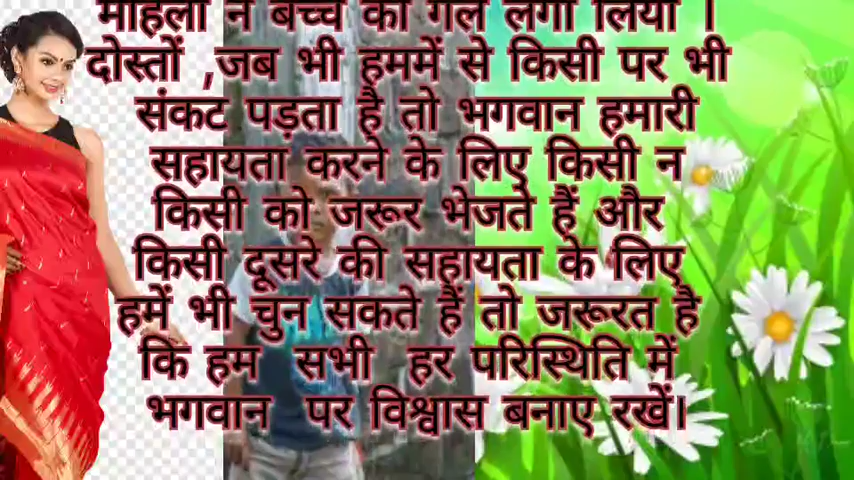 महिला ने बच्चे को गले लगा लिया ।
दोस्तों ,जब भी हममें से किसी पर भी
संकट पड़ता है तो भगवान हमारी
सहायता करने के लिए किसी न
किसी को जरूर भेजते हैं और
किसी दूसरे की सहायता के लिए
हमें भी चुन सकते हैं तो जरूरत है
कि हम सभी हर परिस्थिति में
भगवान पर विश्वास बनाए रखें।